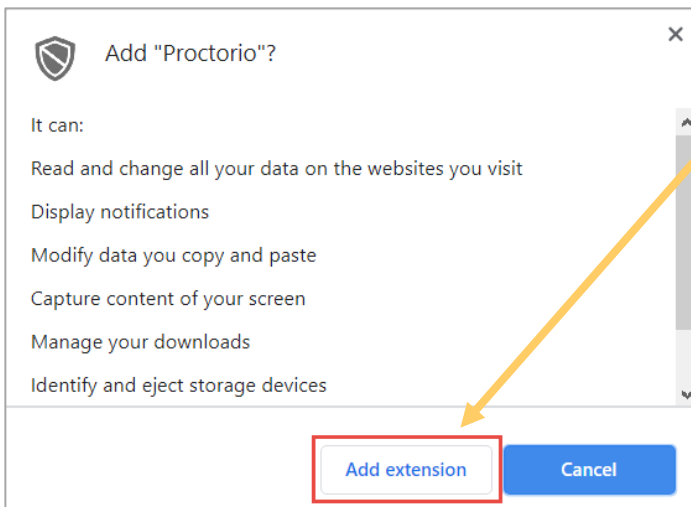 Add "Proctorio"?
It can:
Read and change all your data on the websites you visit
Display notifications
Modify data you copy and paste
Capture content of your screen
Manage your downloads
Identify and eject storage devices
Add extension
Cancel